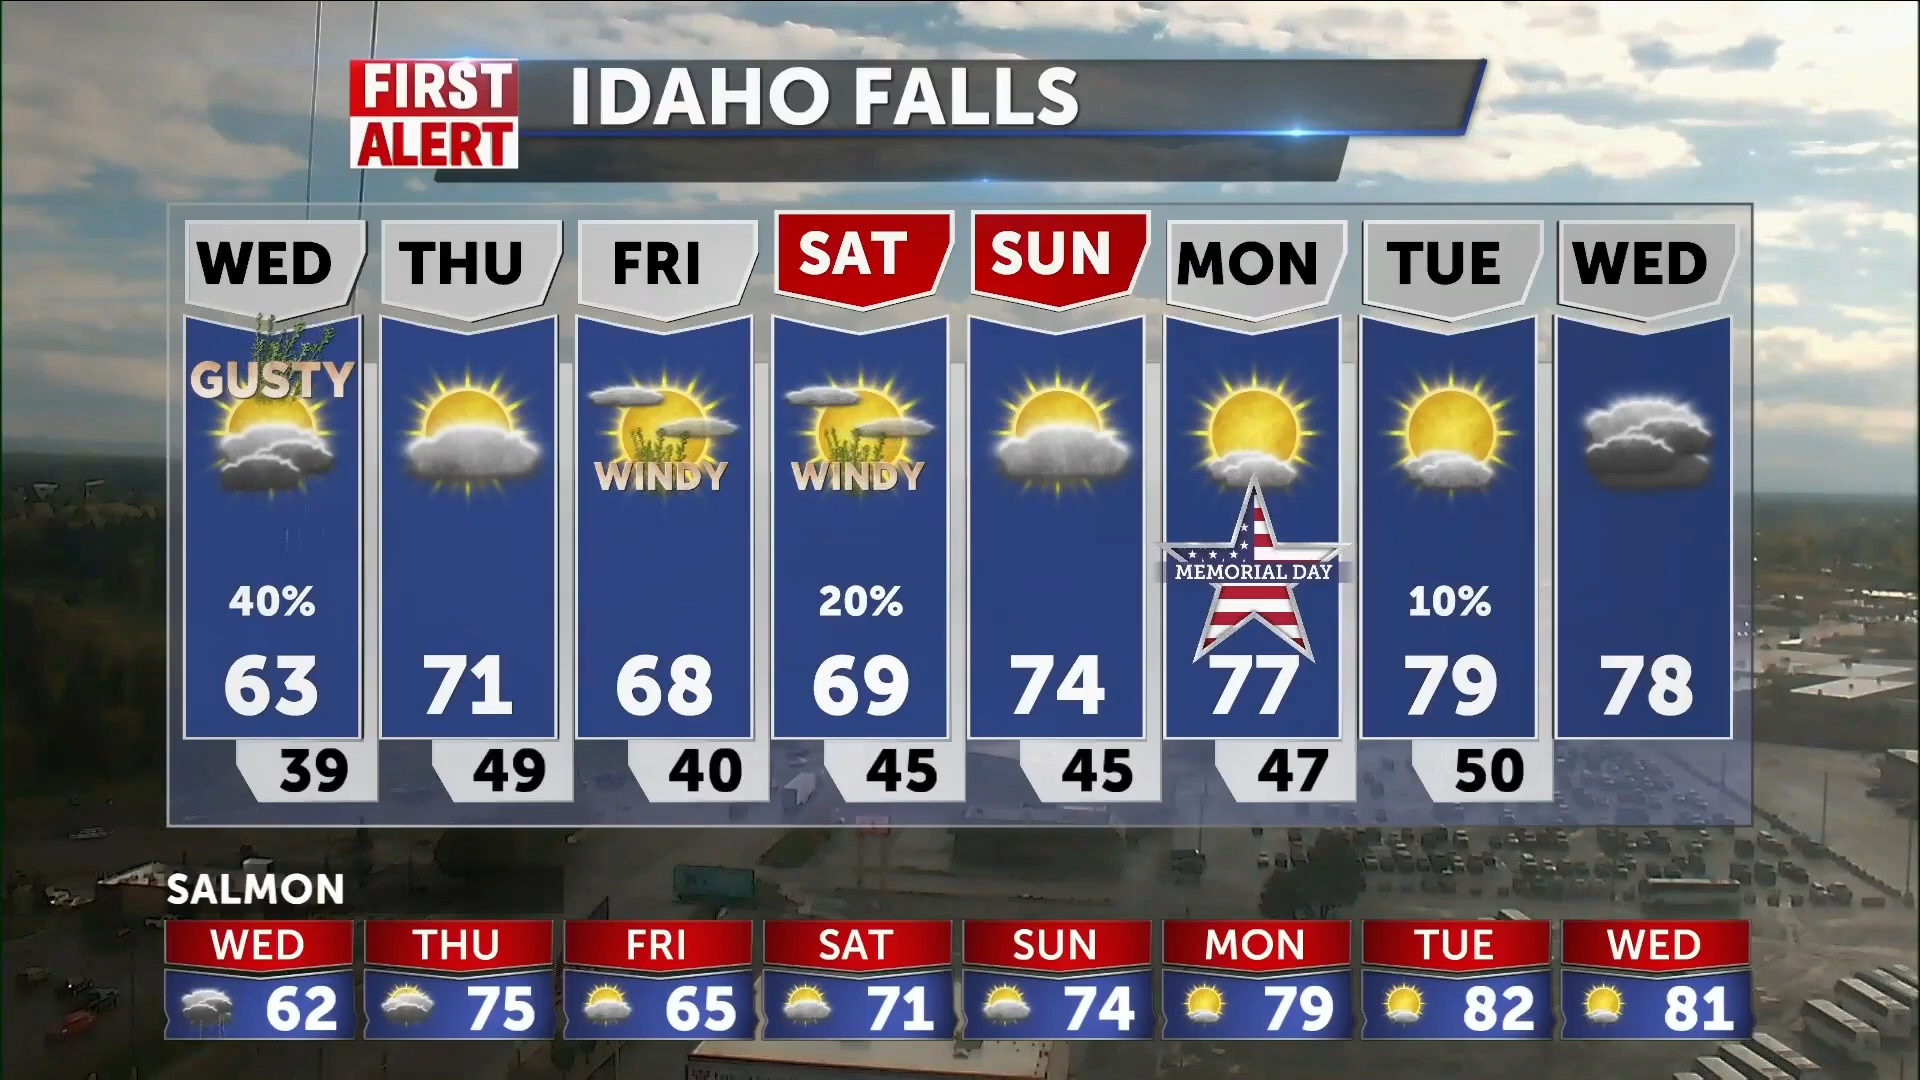 FIRST
ALERT
IDAHO FALLS
WED THU FRI SAT SUN MON TUE WED
GUSTY
WINDY WINDY
MEMORIAL DAY
40% 20% 10%
63 71 68 69 74 77 79 78
39 49 40 45 45 47 50
SALMON
WED THU FRI SAT SUN MON TUE WED
62 75 65 71 74 79 82 81